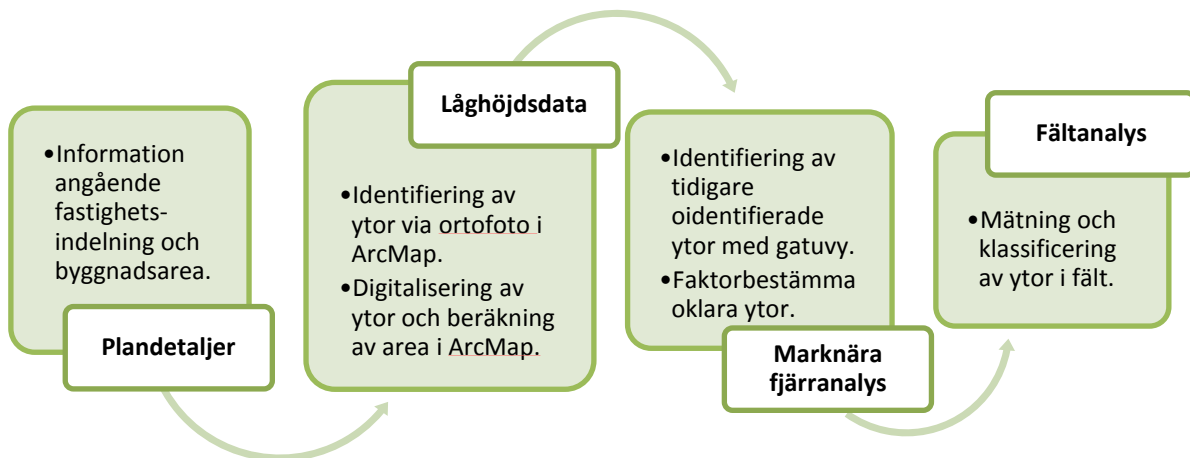 •Information
angående
fastighets-
indelning och
byggnadsarea.
Plandetaljer
Låghöjdsdata
•Identifiering av
ytor via ortofoto i
ArcMap.
•Digitalisering av
ytor och beräkning
av area i ArcMap.
•Identifiering av
tidigare
oidentifierade
ytor med gatuvy.
•Faktorbestämma
oklara ytor.
Marknära
fjärranalys
Fältanalys
•Mätning och
klassificering
av ytor i fält.